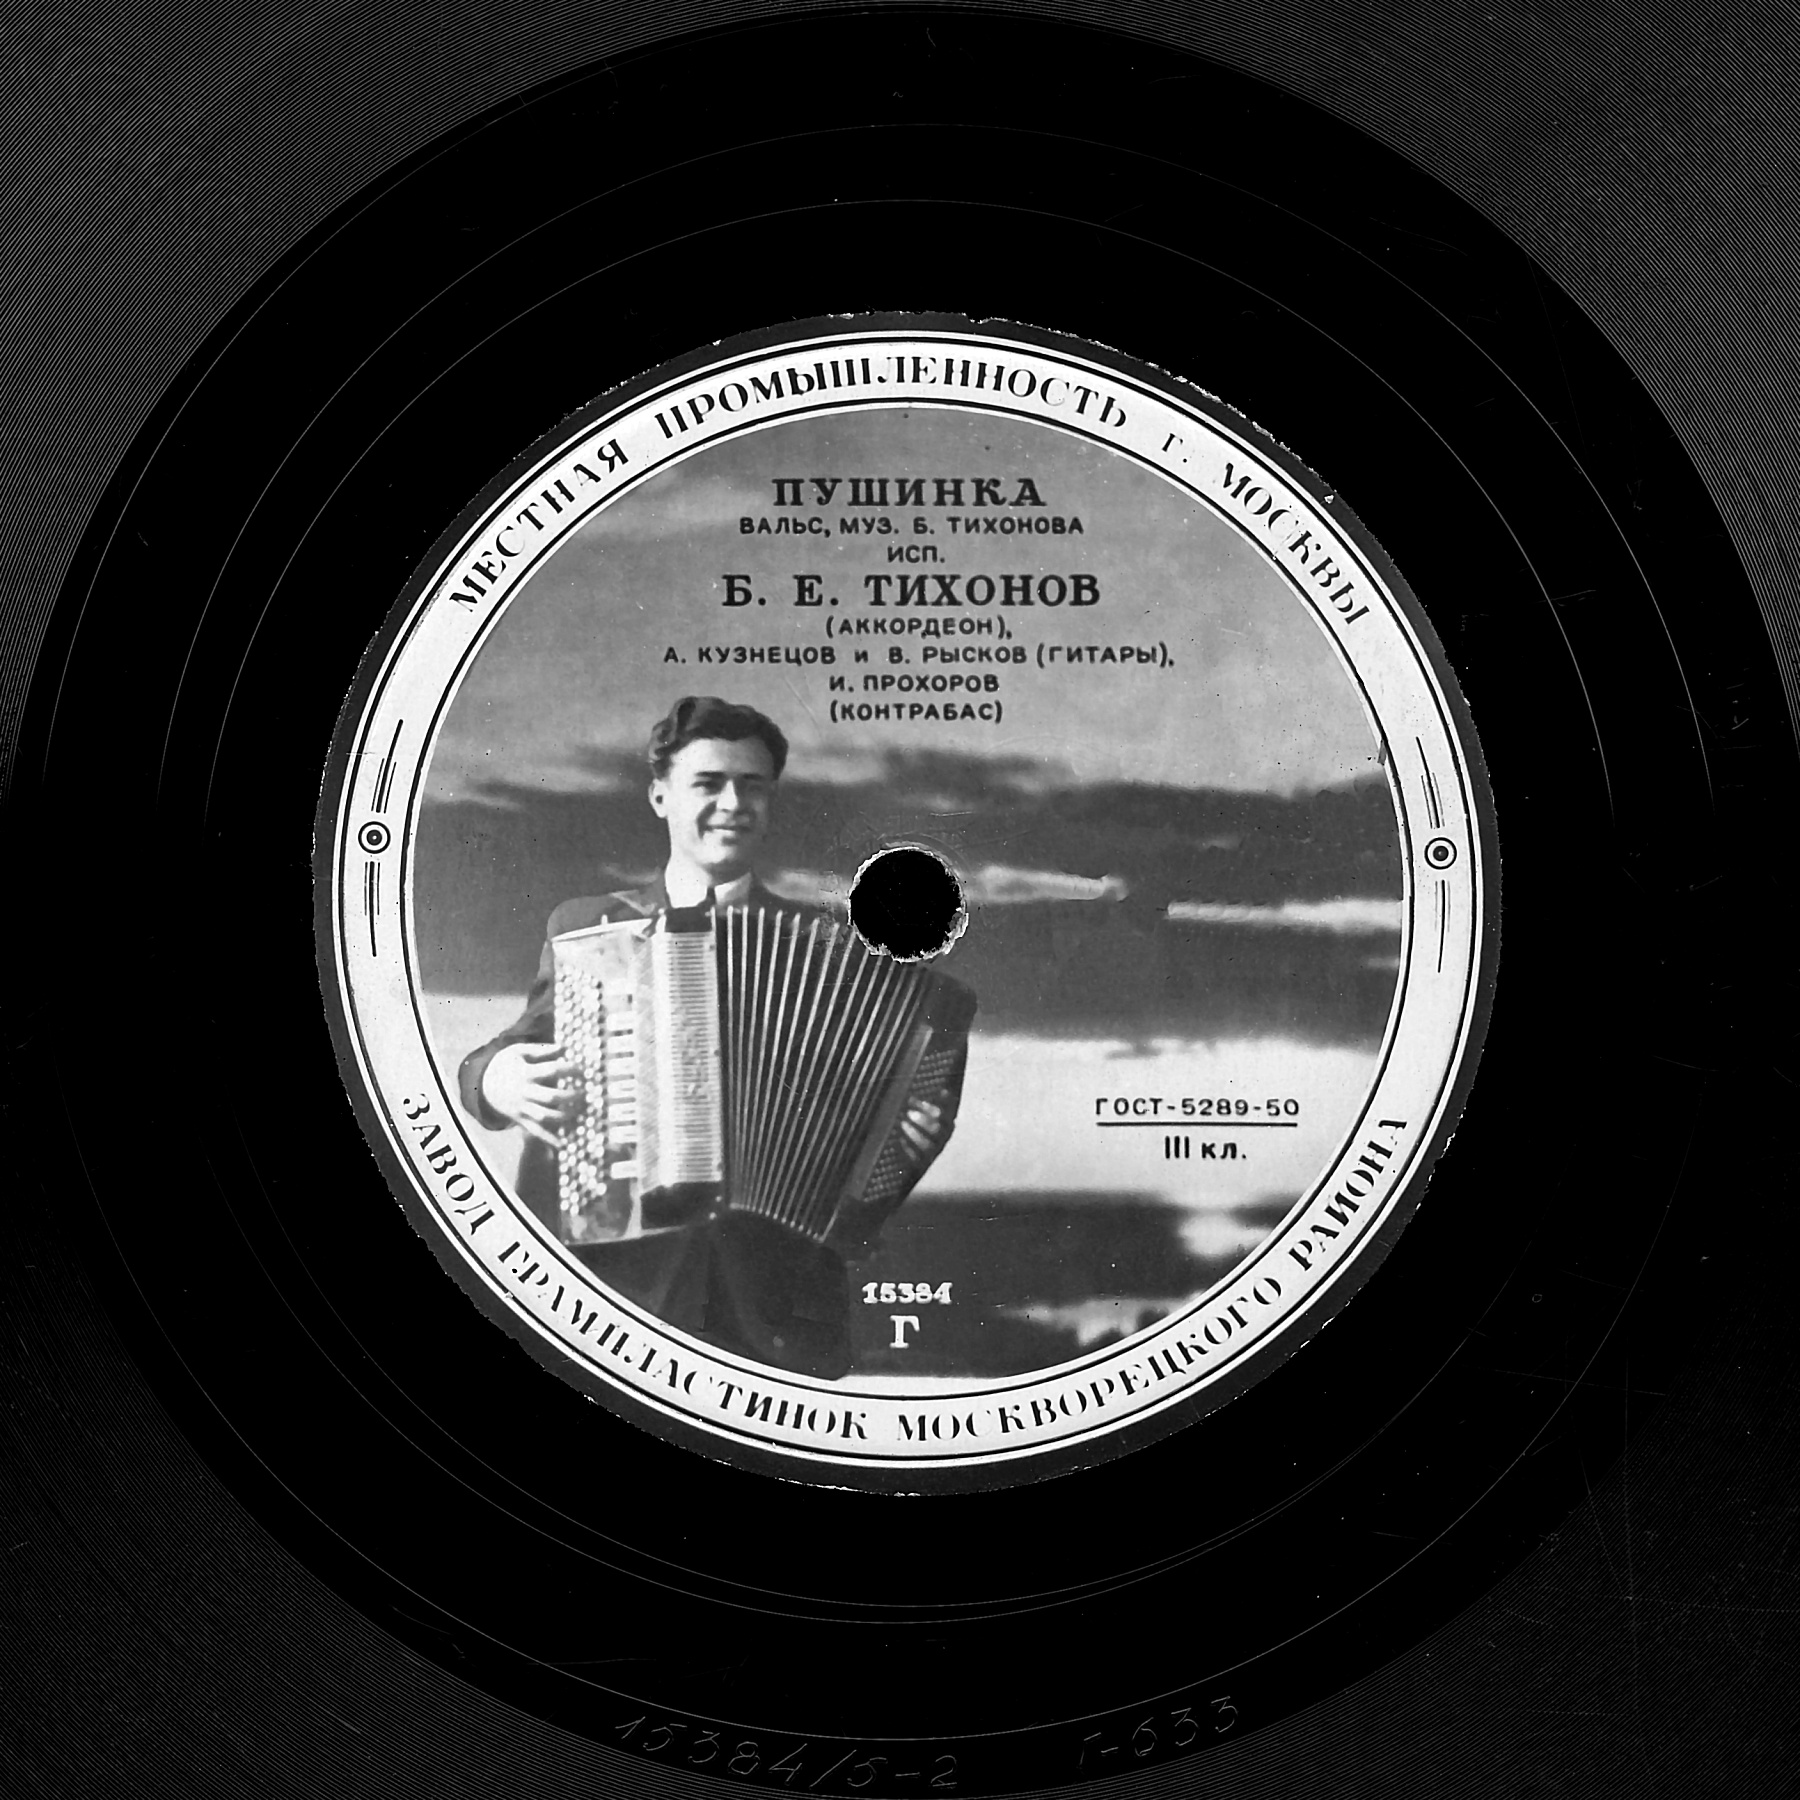 МЕСТНАЯ ПРОМЫШЛЕННОСТЬ Г. МОСКВЫ
ПУШИНКА
ВАЛЬС, МУЗ. Б. ТИХОНОВА
ИСП.
Б. Е. ТИХОНОВ
(АККОРДЕОН),
А. КУЗНЕЦОВ и В. РЫСКОВ (ГИТАРЫ),
И. ПРОХОРОВ
(КОНТРАБАС)
ГОСТ-5289-50
III кл.
15384
Г
ЗАВОД ГРАМПЛАСТИНОК МОСКВОРЕЦКОГО РАЙОНА
15384/5-2 Г-633